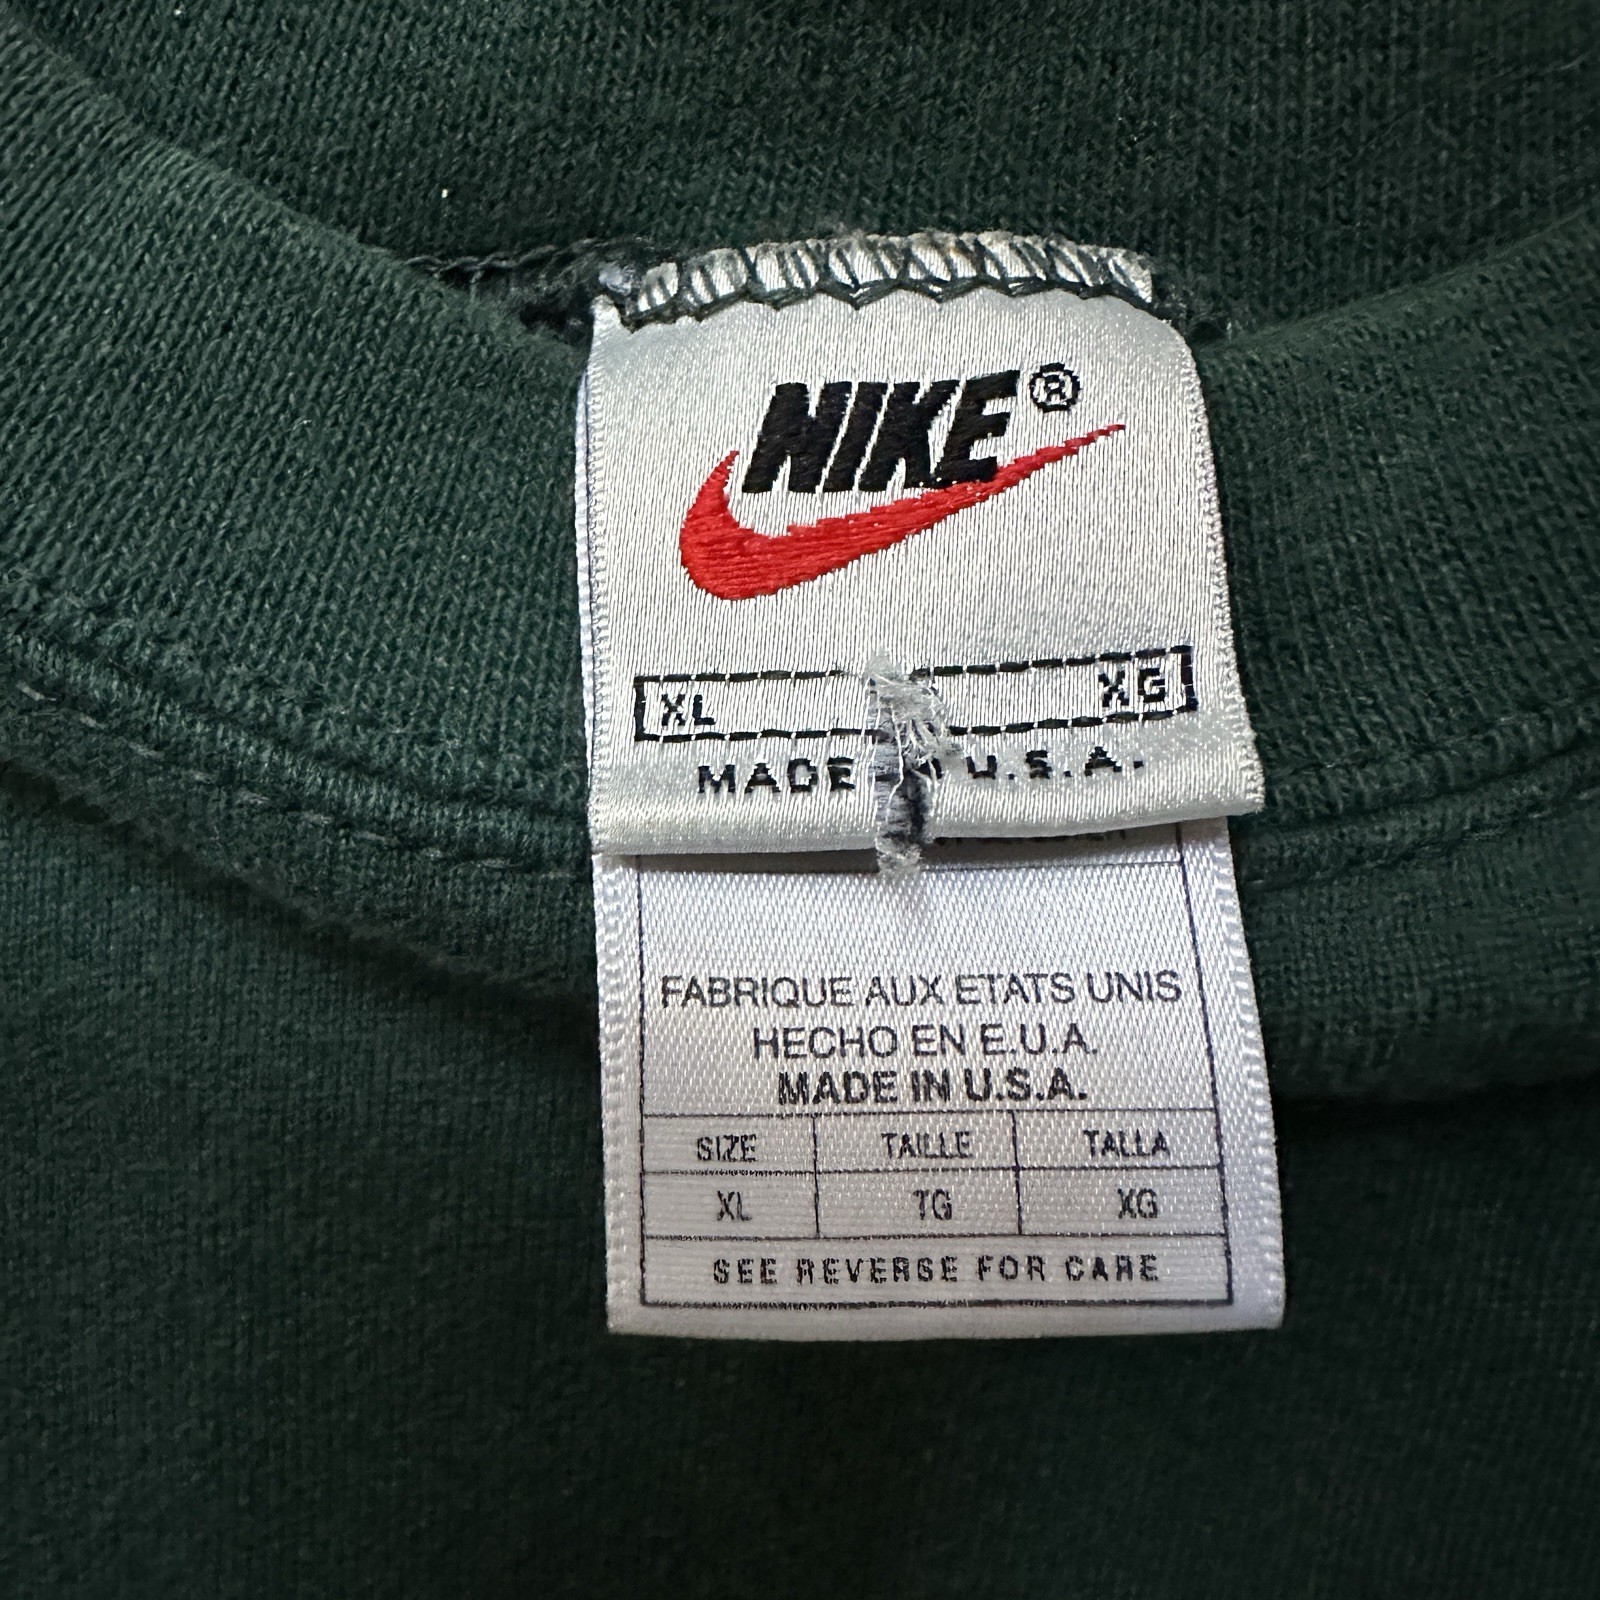 NIKE®
XL XG
MADE U.S.A.
FABRIQUE AUX ETATS UNIS
HECHO EN E.U.A.
MADE IN U.S.A.
SIZE TAILLE TALLA
XL TG XG
SEE REVERSE FOR CARE